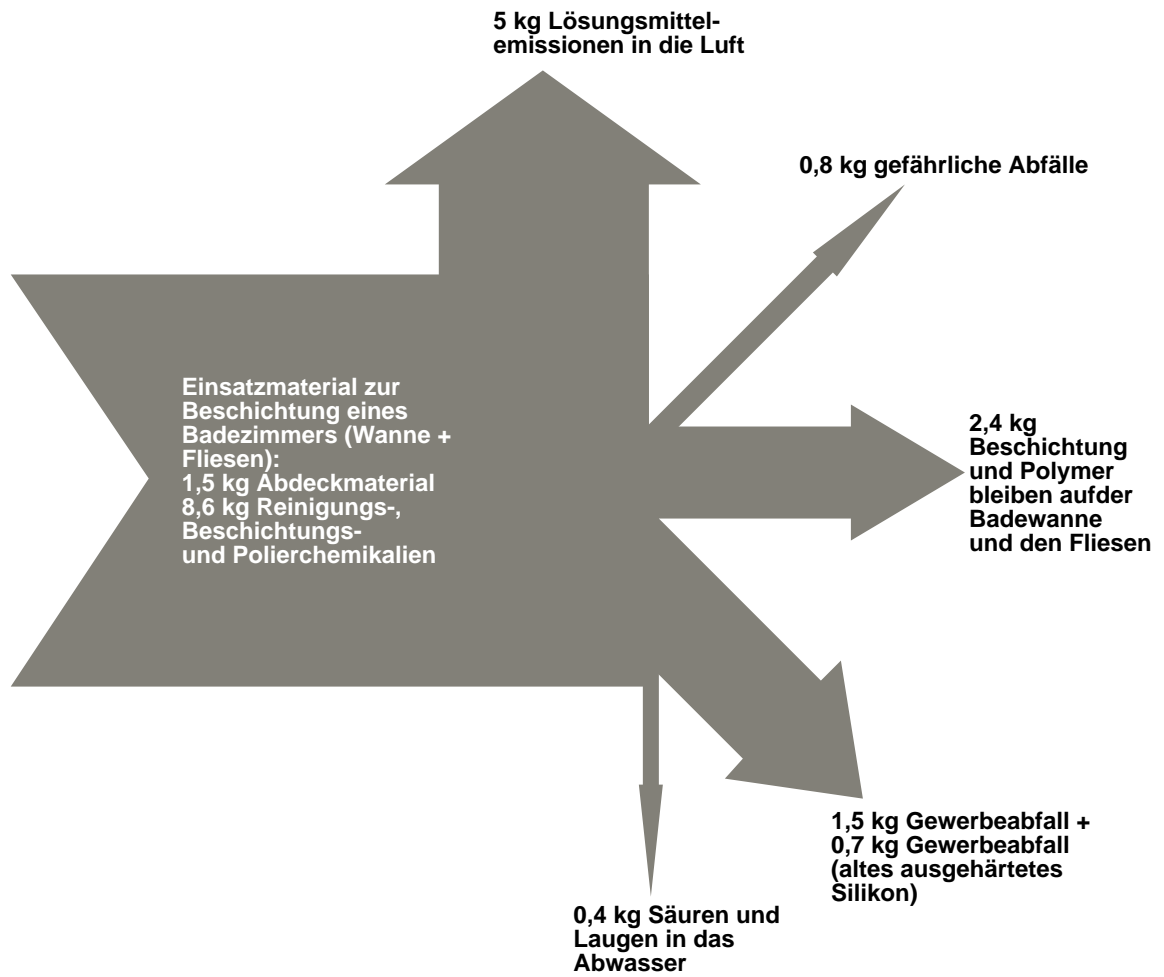 5 kg Lösungsmittel-
emissionen in die Luft
0,8 kg gefährliche Abfälle
Einsatzmaterial zur
Beschichtung eines
Badezimmers (Wanne +
Fliesen):
1,5 kg Abdeckmaterial
8,6 kg Reinigungs-,
Beschichtungs-
und Polierchemikalien
2,4 kg
Beschichtung
und Polymer
bleiben aufder
Badewanne
und den Fliesen
1,5 kg Gewerbeabfall +
0,7 kg Gewerbeabfall
(altes ausgehärtetes
Silikon)
0,4 kg Säuren und
Laugen in das
Abwasser